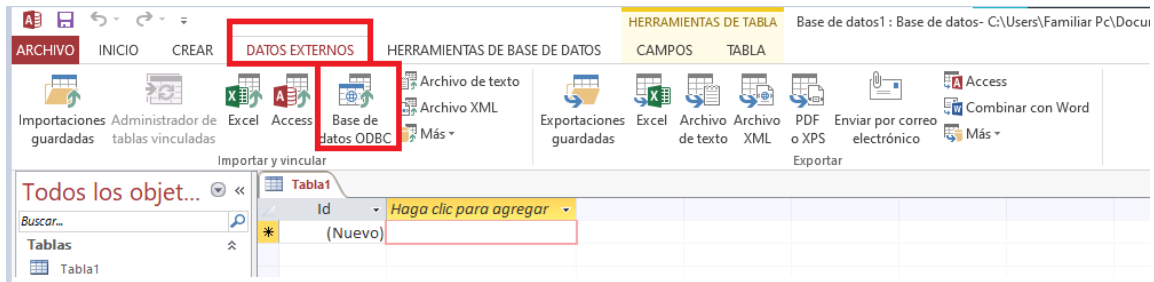 HERRAMIENTAS DE TABLA Base de datos1 : Base de datos- C:\Users\Familiar Pc\Docu
ARCHIVO INICIO CREAR DATOS EXTERNOS HERRAMIENTAS DE BASE DE DATOS CAMPOS TABLA
Importaciones guardadas
Administrador de tablas vinculadas
Excel
Access
Base de datos ODBC
Archivo de texto
Archivo XML
Más
Importar y vincular
Exportaciones guardadas
Excel
Archivo de texto
Archivo XML
PDF o XPS
Enviar por correo electrónico
Access
Combinar con Word
Más
Exportar
Todos los objet... «
Buscar...
Tablas
Tabla1
Tabla1
Id Haga clic para agregar
(Nuevo)